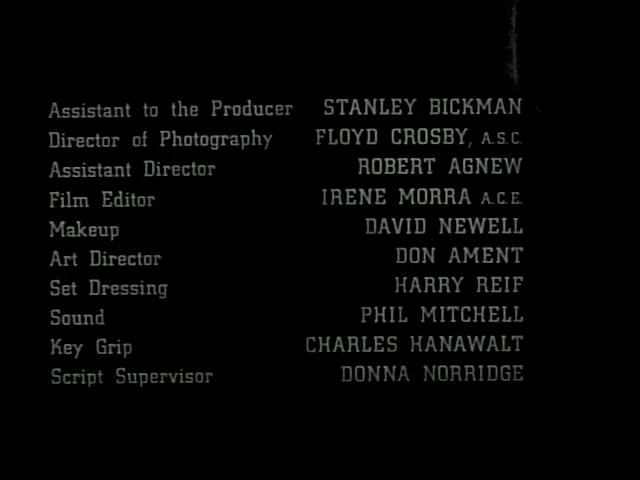 Assistant to the Producer STANLEY BICKMAN
Director of Photography FLOYD CROSBY, A.S.C.
Assistant Director ROBERT AGNEW
Film Editor IRENE MORRA A.C.E.
Makeup DAVID NEWELL
Art Director DON AMENT
Set Dressing HARRY REIF
Sound PHIL MITCHELL
Key Grip CHARLES HANAWALT
Script Supervisor DONNA NORRIDGE